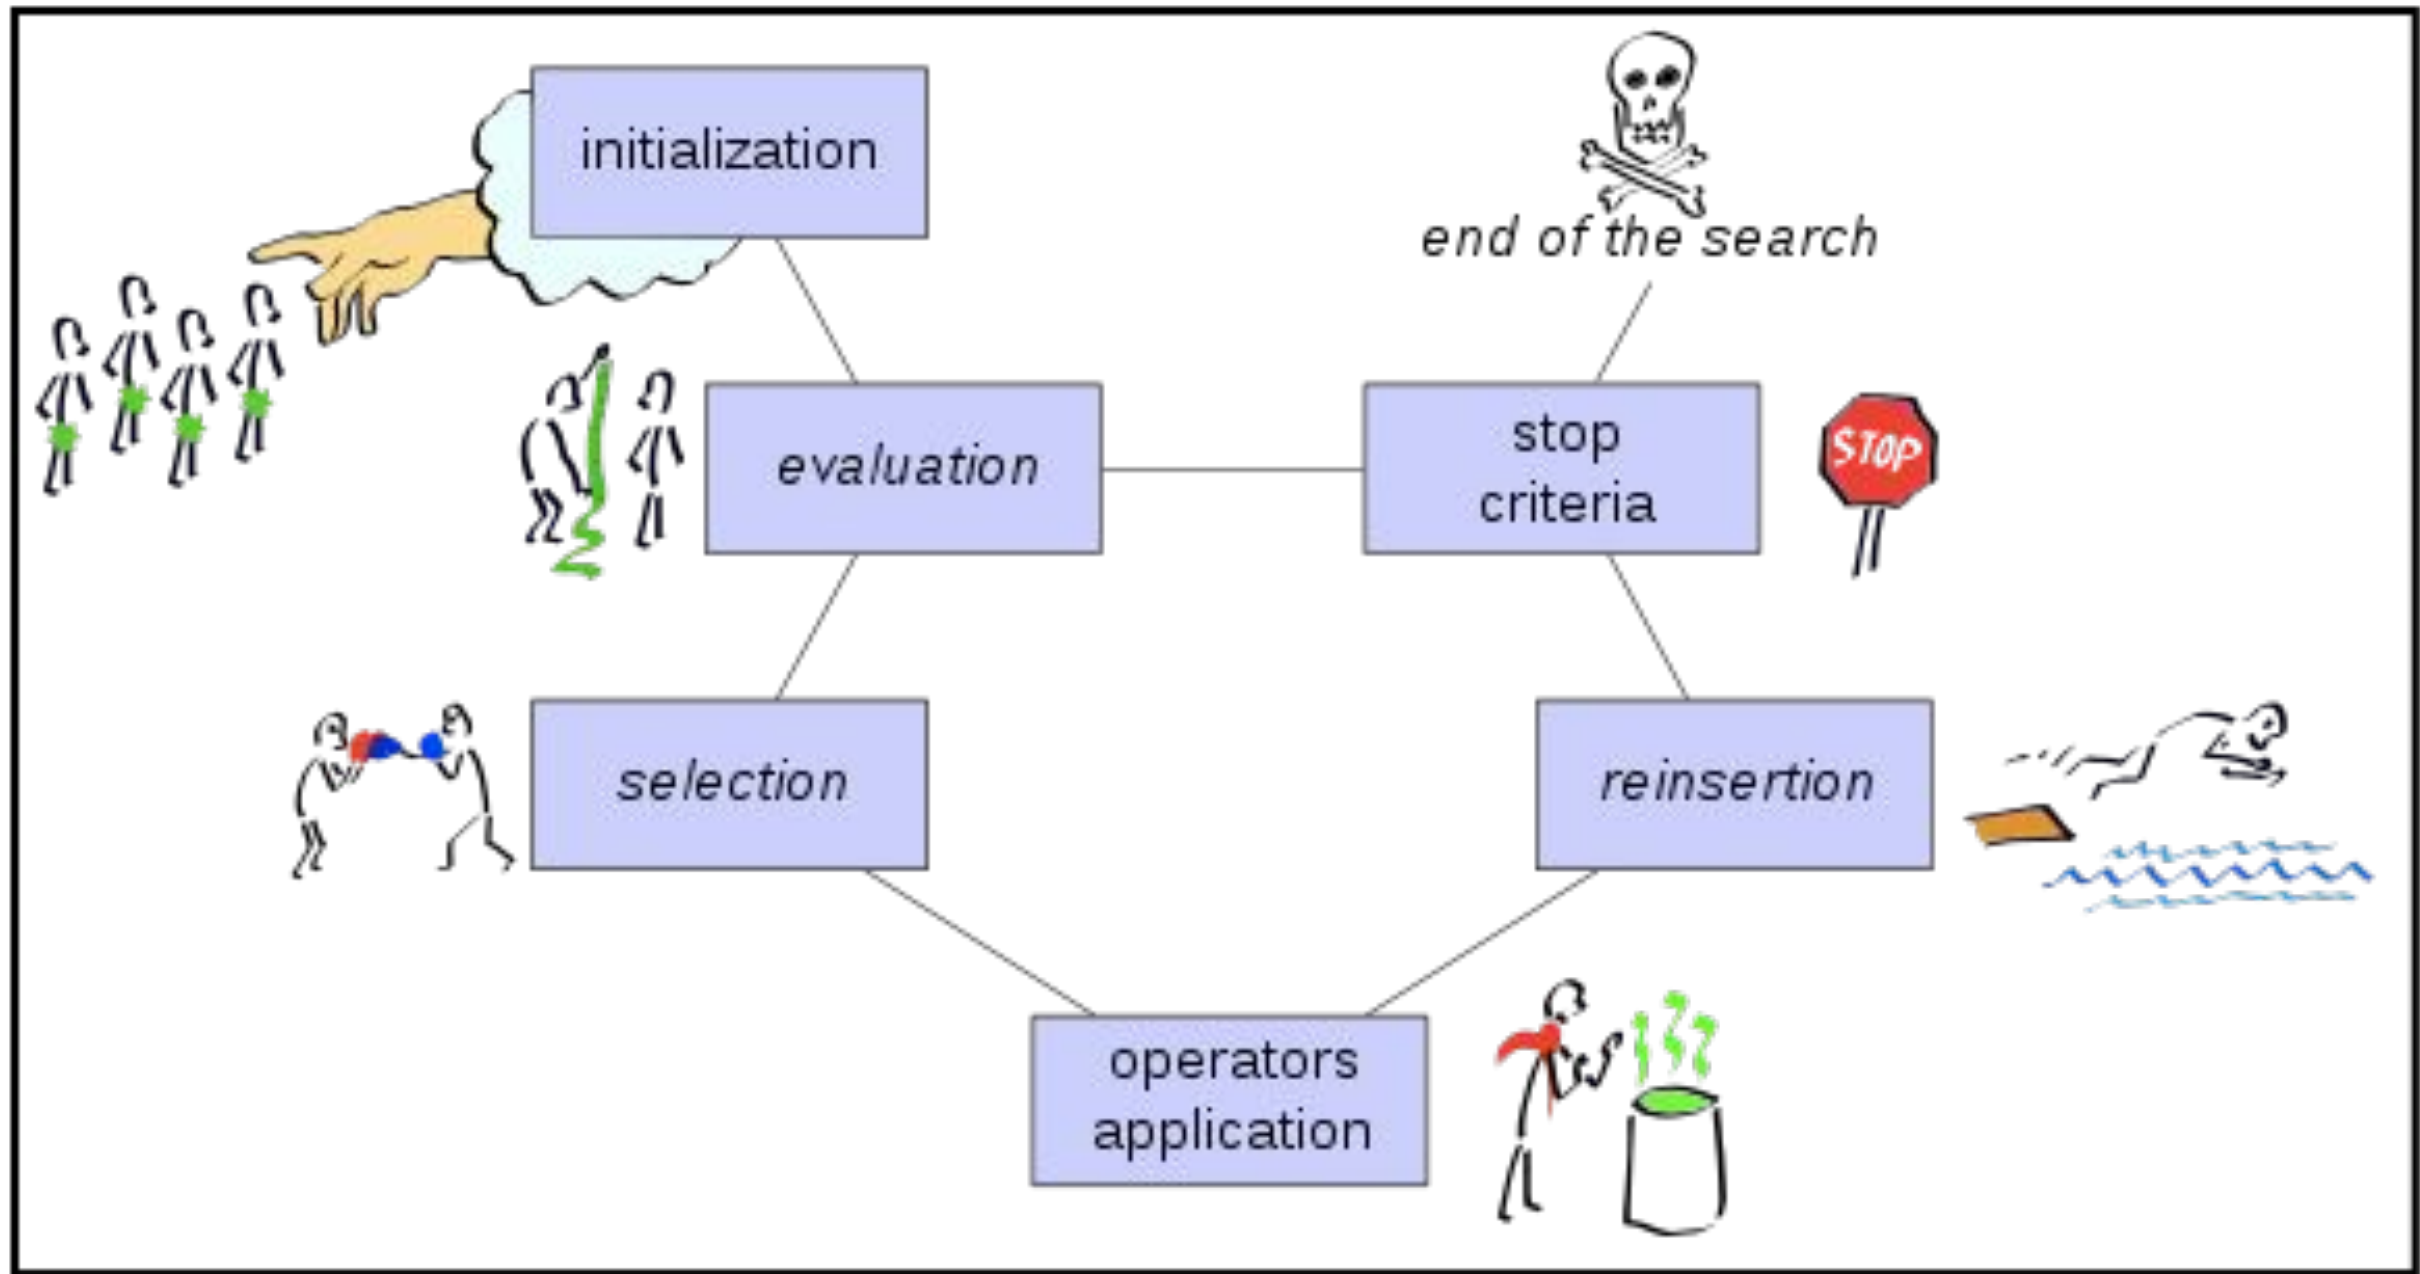 initialization
end of the search
evaluation
stop
criteria
STOP
selection
reinsertion
operators
application